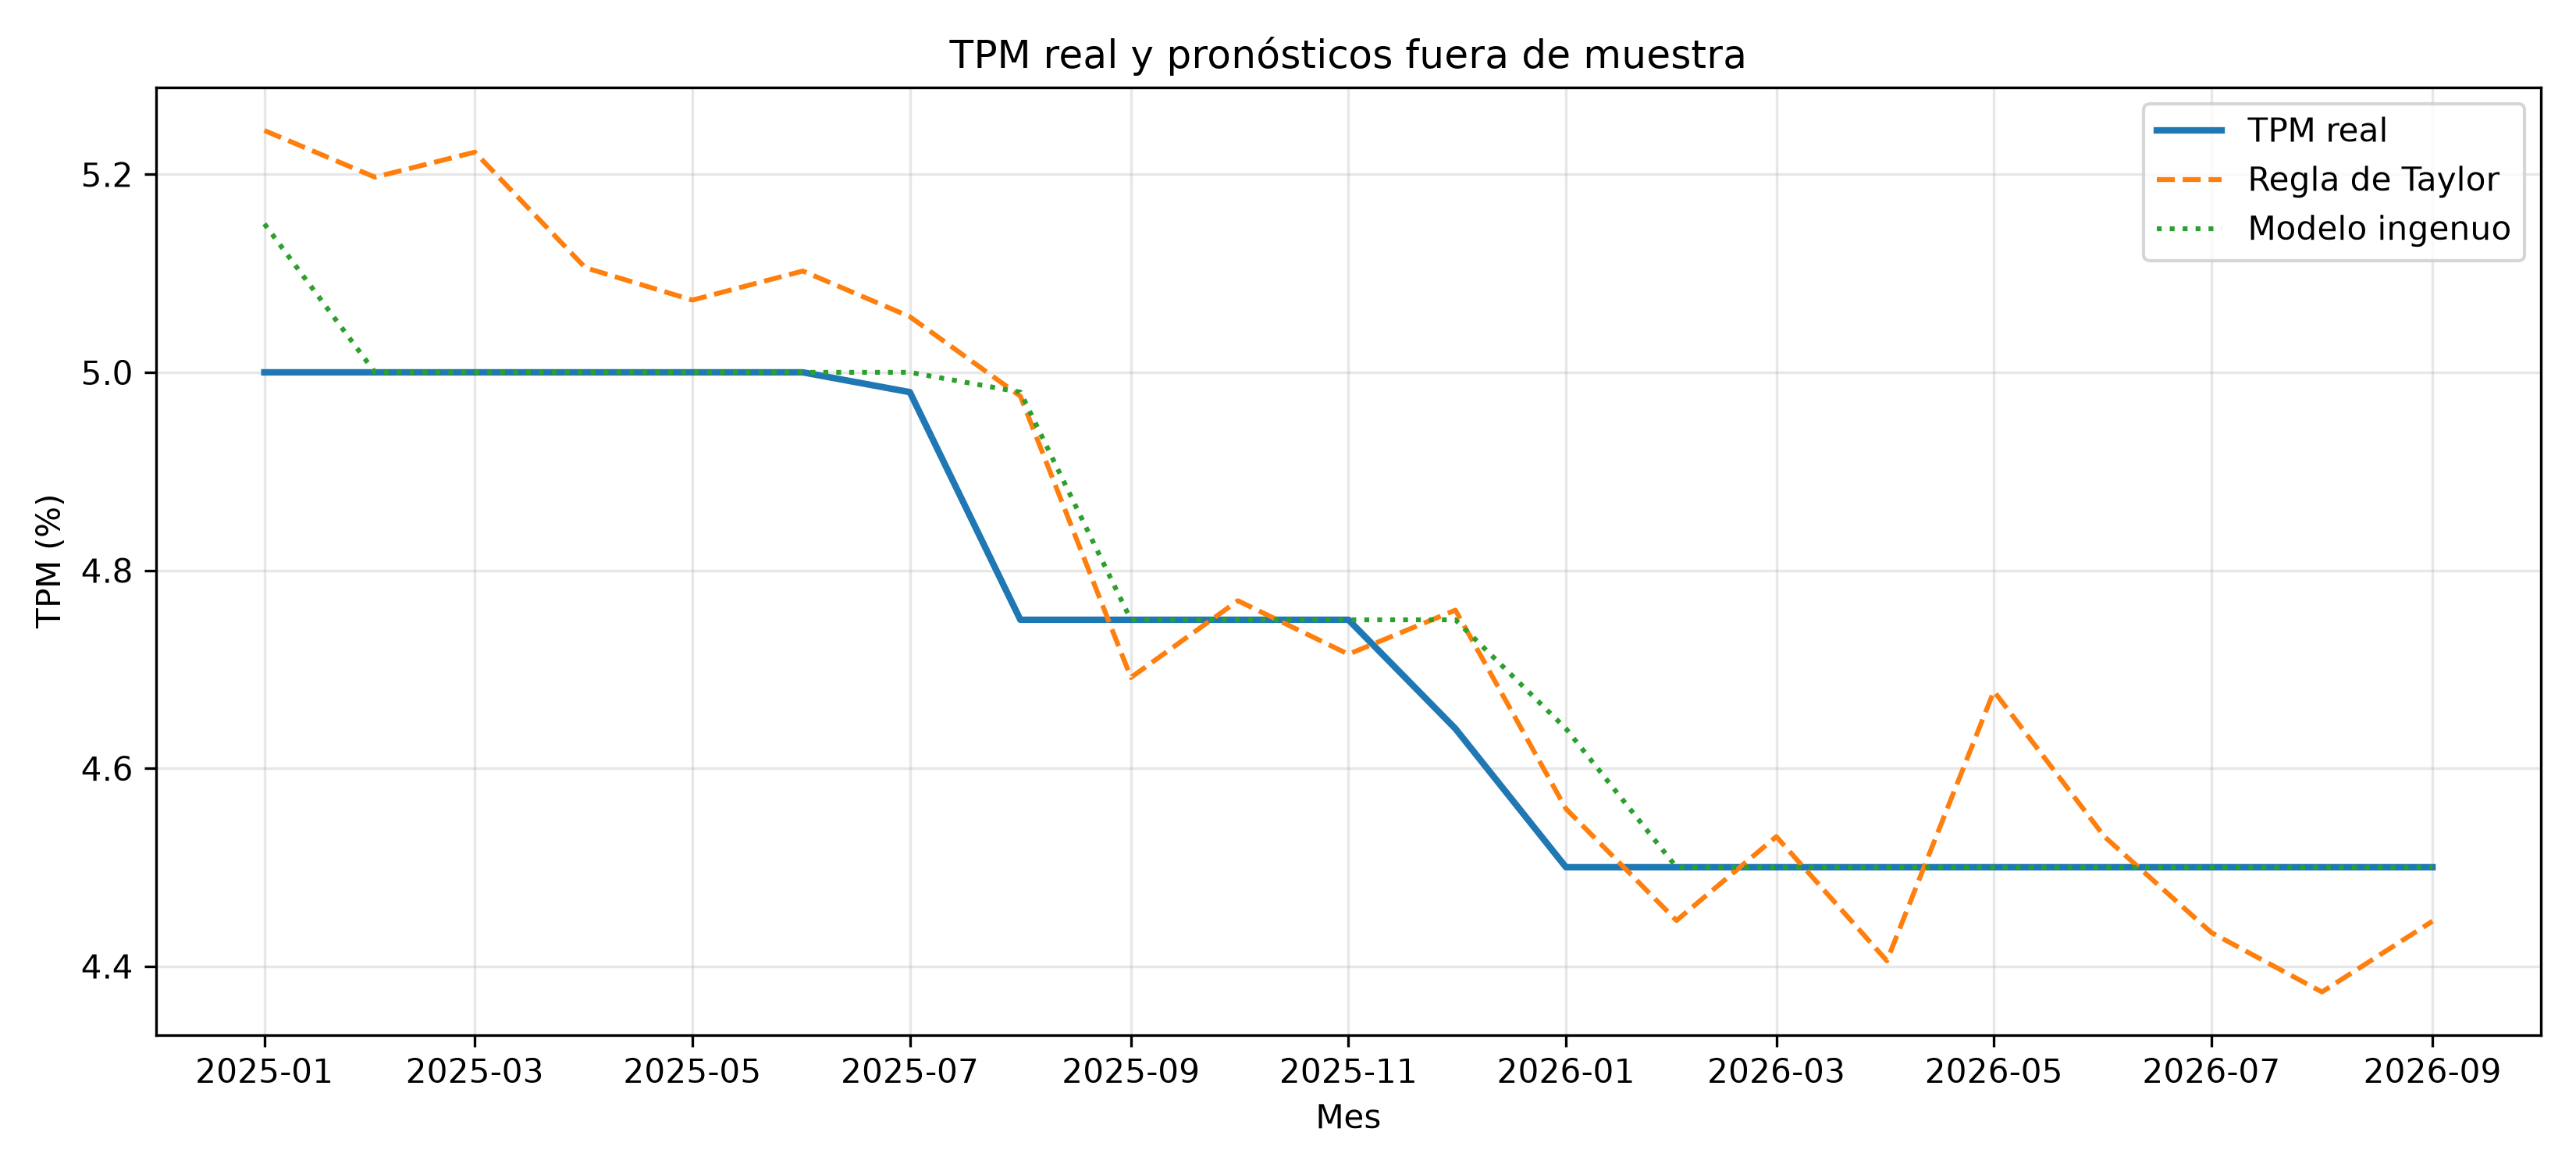 TPM real y pronósticos fuera de muestra
TPM real
Regla de Taylor
Modelo ingenuo
5.2
5.0
4.8
4.6
4.4
TPM (%)
2025-01 2025-03 2025-05 2025-07 2025-09 2025-11 2026-01 2026-03 2026-05 2026-07 2026-09
Mes